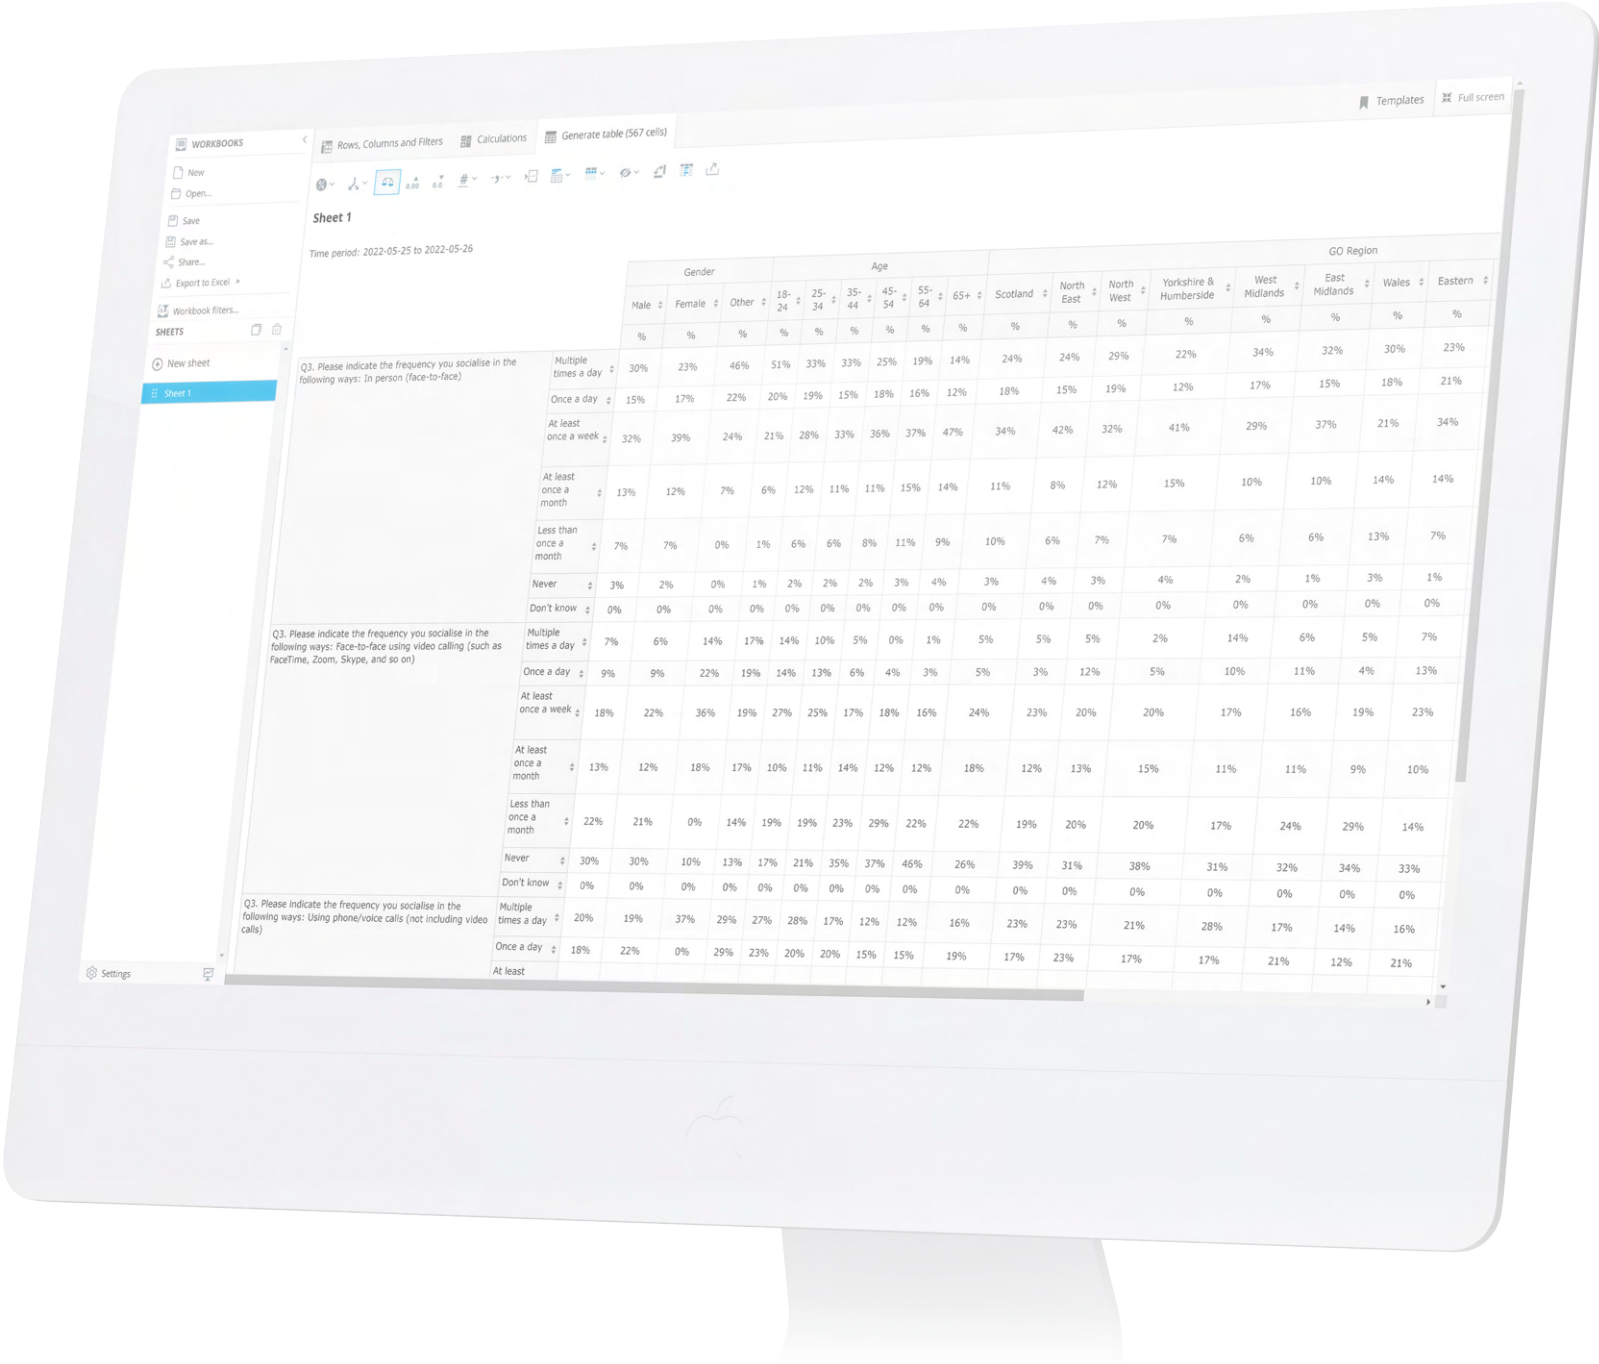 Templates
Full screen
WORKBOOKS
Rows, Columns and Filters
Calculations
Generate table (567 cells)
New
Open...
Save
Save as...
Share...
Export to Excel
Workbook filters...
SHEETS
New sheet
Sheet 1
Settings
0.00
0.0
#
Sheet 1
Time period: 2022-05-25 to 2022-05-26
Gender Age GO Region
Male Female Other 18-24 25-34 35-44 45-54 55-64 65+ Scotland North East North West Yorkshire & Humberside West Midlands East Midlands Wales Eastern
% % % % % % % % % % % % % % % % %
Q3. Please indicate the frequency you socialise in the
following ways: In person (face-to-face)
Multiple times a day 30% 23% 46% 51% 33% 33% 25% 19% 14% 24% 24% 29% 22% 34% 32% 30% 23%
Once a day 15% 17% 22% 20% 19% 15% 18% 16% 12% 18% 15% 19% 12% 17% 15% 18% 21%
At least once a week 32% 39% 24% 21% 28% 33% 36% 37% 47% 34% 42% 32% 41% 29% 37% 21% 34%
At least once a month 13% 12% 7% 6% 12% 11% 11% 15% 14% 11% 8% 12% 15% 10% 10% 14% 14%
Less than once a month 7% 7% 0% 1% 6% 6% 8% 11% 9% 10% 6% 7% 7% 6% 6% 13% 7%
Never 3% 2% 0% 1% 2% 2% 2% 3% 4% 3% 4% 3% 4% 2% 1% 3% 1%
Don't know 0% 0% 0% 0% 0% 0% 0% 0% 0% 0% 0% 0% 0% 0% 0% 0% 0%
Q3. Please indicate the frequency you socialise in the
following ways: Face-to-face using video calling (such as
FaceTime, Zoom, Skype, and so on)
Multiple times a day 7% 6% 14% 17% 14% 10% 5% 0% 1% 5% 5% 5% 2% 14% 6% 5% 7%
Once a day 9% 9% 22% 19% 14% 13% 6% 4% 3% 5% 3% 12% 5% 10% 11% 4% 13%
At least once a week 18% 22% 36% 19% 27% 25% 17% 18% 16% 24% 23% 20% 20% 17% 16% 19% 23%
At least once a month 13% 12% 18% 17% 10% 11% 14% 12% 12% 18% 12% 13% 15% 11% 11% 9% 10%
Less than once a month 22% 21% 0% 14% 19% 19% 23% 29% 22% 22% 19% 20% 20% 17% 24% 29% 14%
Never 30% 30% 10% 13% 17% 21% 35% 37% 46% 26% 39% 31% 38% 31% 32% 34% 33%
Don't know 0% 0% 0% 0% 0% 0% 0% 0% 0% 0% 0% 0% 0% 0% 0% 0% 0%
Q3. Please indicate the frequency you socialise in the
following ways: Using phone/voice calls (not including video
calls)
Multiple times a day 20% 19% 37% 29% 27% 28% 17% 12% 12% 16% 23% 23% 21% 28% 17% 14% 16%
Once a day 18% 22% 0% 29% 23% 20% 20% 15% 15% 19% 17% 23% 17% 17% 21% 12% 21%
At least